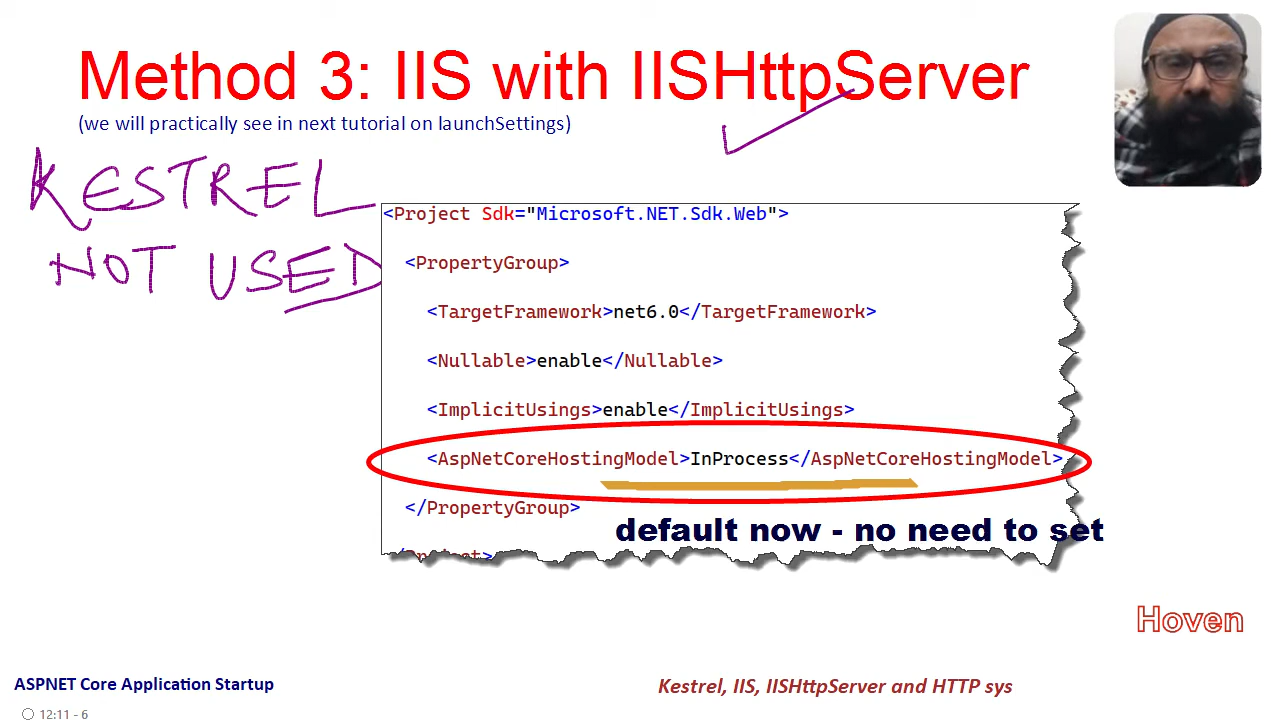 Method 3: IIS with IISHttpServer
(we will practically see in next tutorial on launchSettings)
KESTREL
NOT USED
<Project Sdk="Microsoft.NET.Sdk.Web">
<PropertyGroup>
<TargetFramework>net6.0</TargetFramework>
<Nullable>enable</Nullable>
<ImplicitUsings>enable</ImplicitUsings>
<AspNetCoreHostingModel>InProcess</AspNetCoreHostingModel>
</PropertyGroup>
default now - no need to set
</Project>
Hoven
ASPNET Core Application Startup
Kestrel, IIS, IISHttpServer and HTTP sys
12:11 - 6